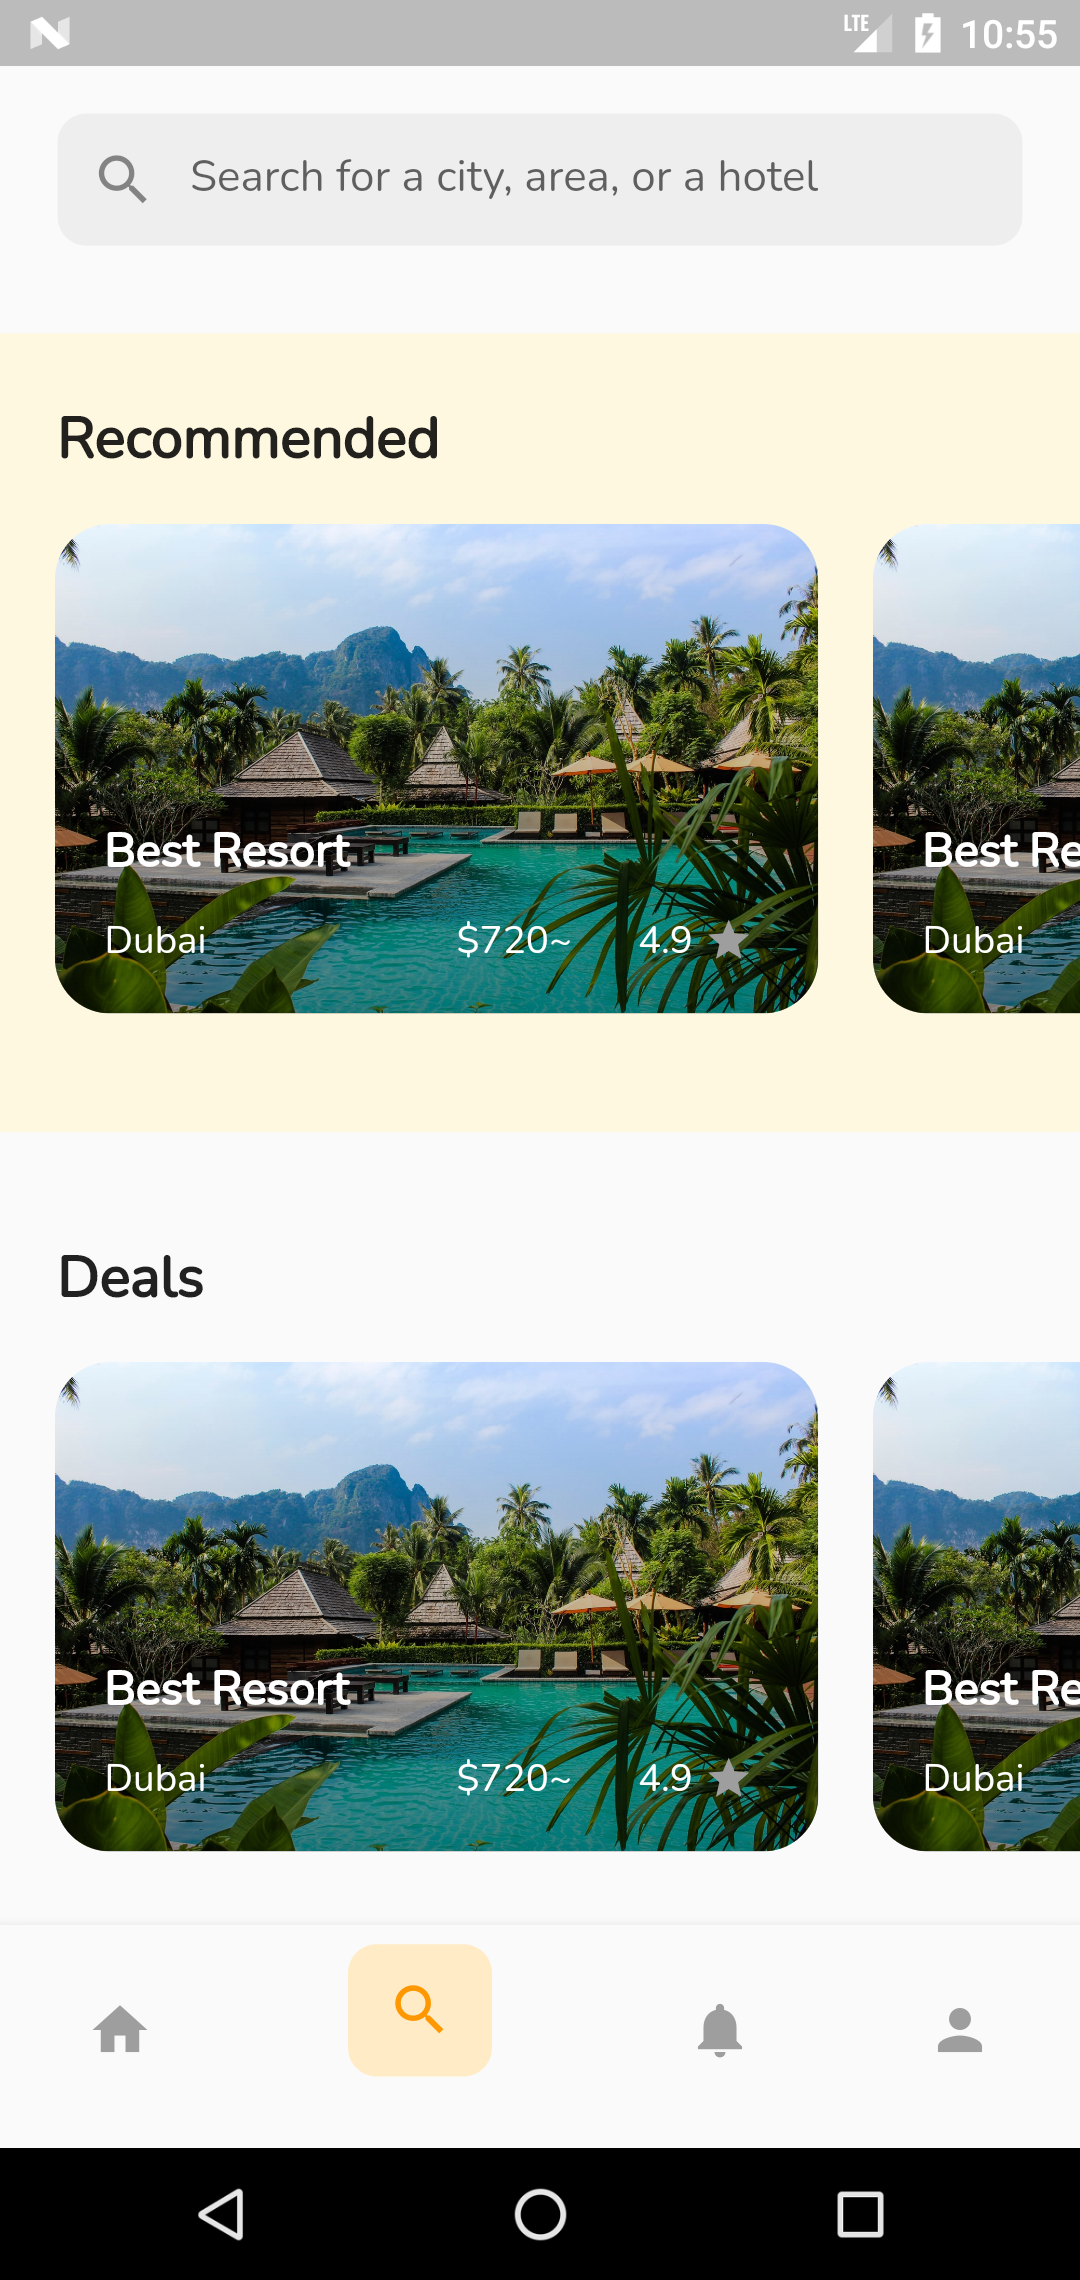 LTE 10:55
Search for a city, area, or a hotel
Recommended
Best Resort
Dubai $720~ 4.9
Best Re
Dubai
Deals
Best Resort
Dubai $720~ 4.9
Best Re
Dubai